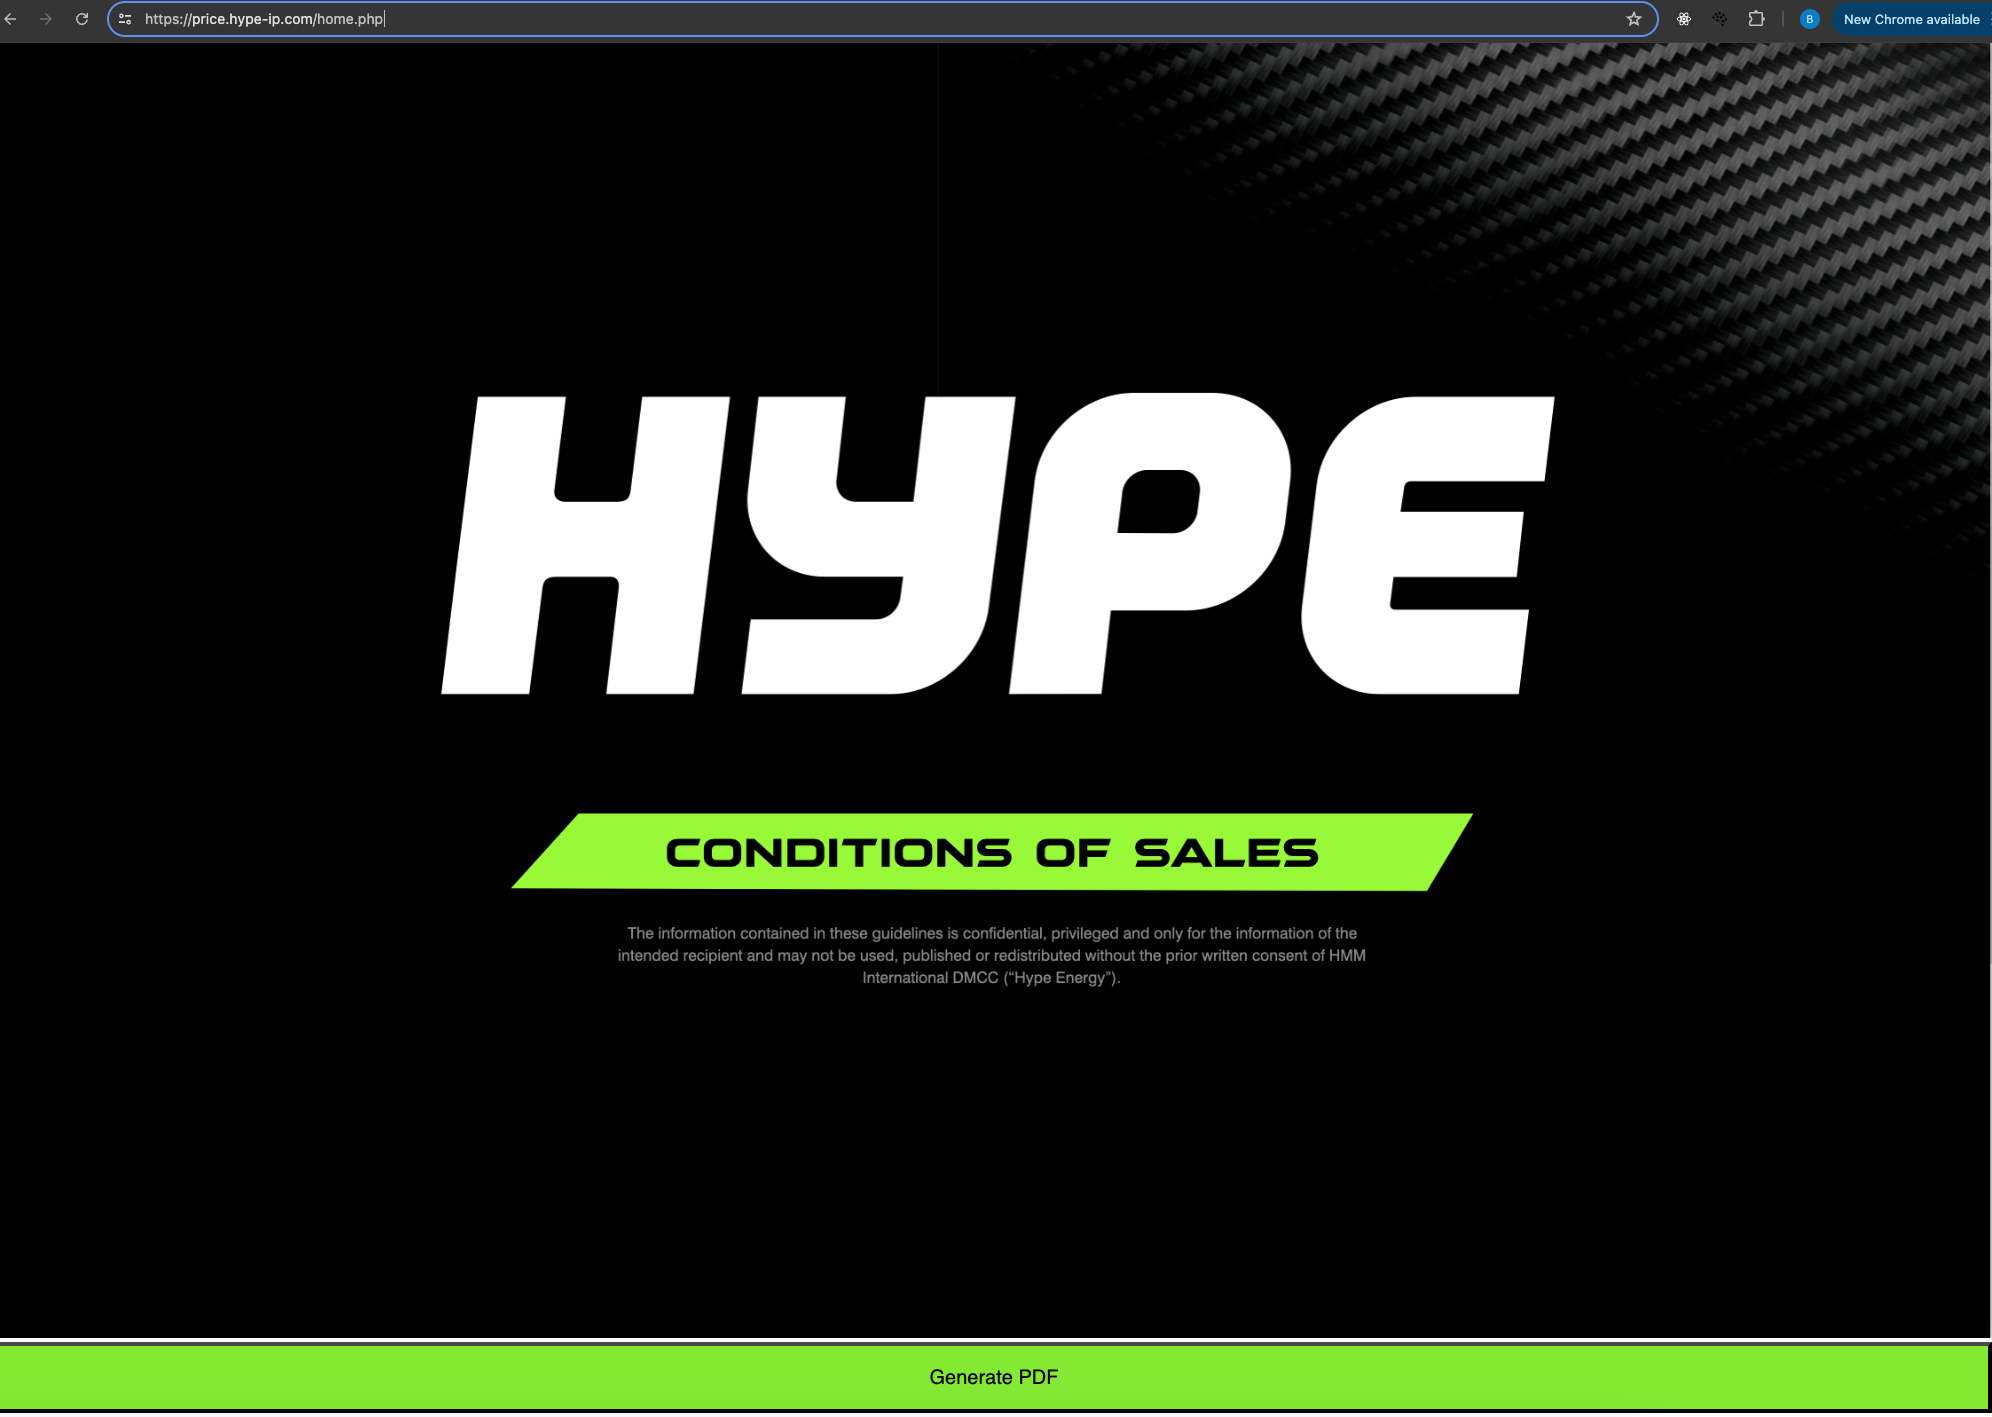 https://price.hype-ip.com/home.php
B
New Chrome available
HYPE
CONDITIONS OF SALES
The information contained in these guidelines is confidential, privileged and only for the information of the
intended recipient and may not be used, published or redistributed without the prior written consent of HMM
International DMCC (“Hype Energy”).
Generate PDF